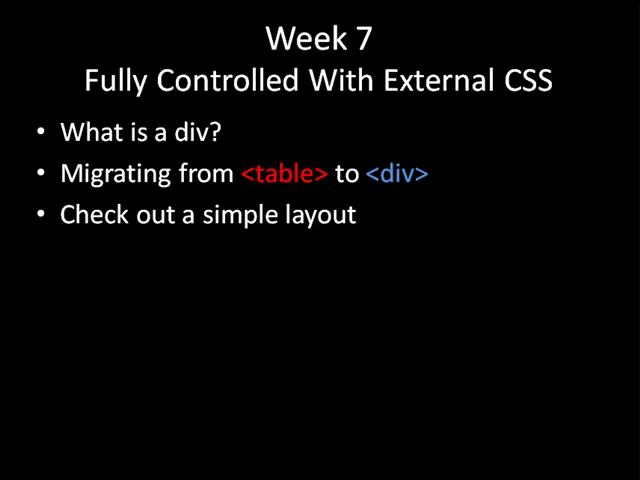 Week 7
Fully Controlled With External CSS
• What is a div?
• Migrating from <table> to <div>
• Check out a simple layout